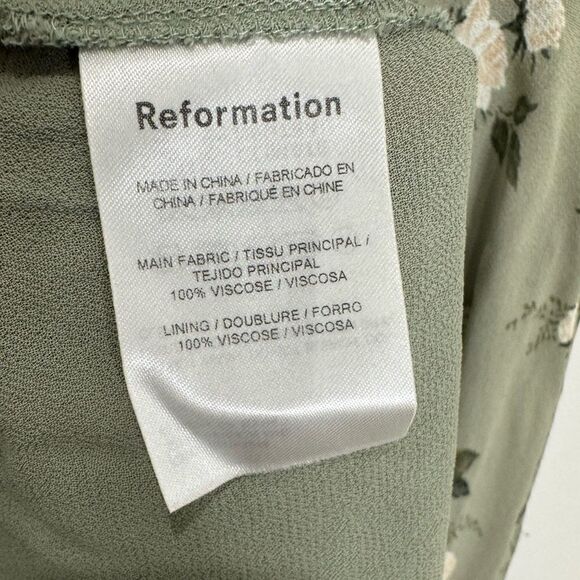 Reformation
MADE IN CHINA / FABRICADO EN
CHINA / FABRIQUÉ EN CHINE
MAIN FABRIC / TISSU PRINCIPAL /
TEJIDO PRINCIPAL
100% VISCOSE / VISCOSA
LINING / DOUBLURE / FORRO
100% VISCOSE / VISCOSA